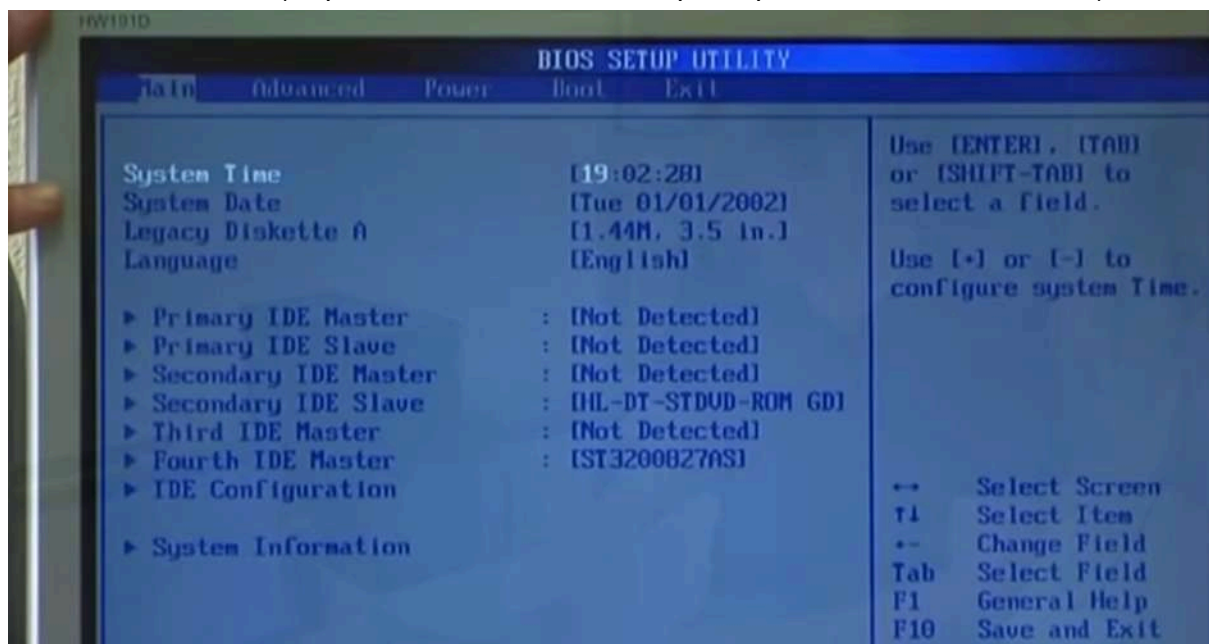 HW191D
BIOS SETUP UTILITY
Main Advanced Power Boot Exit
System Time [19:02:28]
System Date [Tue 01/01/2002]
Legacy Diskette A [1.44M, 3.5 in.]
Language [English]
▶ Primary IDE Master : [Not Detected]
▶ Primary IDE Slave : [Not Detected]
▶ Secondary IDE Master : [Not Detected]
▶ Secondary IDE Slave : [HL-DT-STDVD-ROM GD]
▶ Third IDE Master : [Not Detected]
▶ Fourth IDE Master : [ST3200827AS]
▶ IDE Configuration
▶ System Information
Use [ENTER], [TAB]
or [SHIFT-TAB] to
select a field.
Use [+] or [-] to
configure system Time.
↔ Select Screen
↑↓ Select Item
+- Change Field
Tab Select Field
F1 General Help
F10 Save and Exit